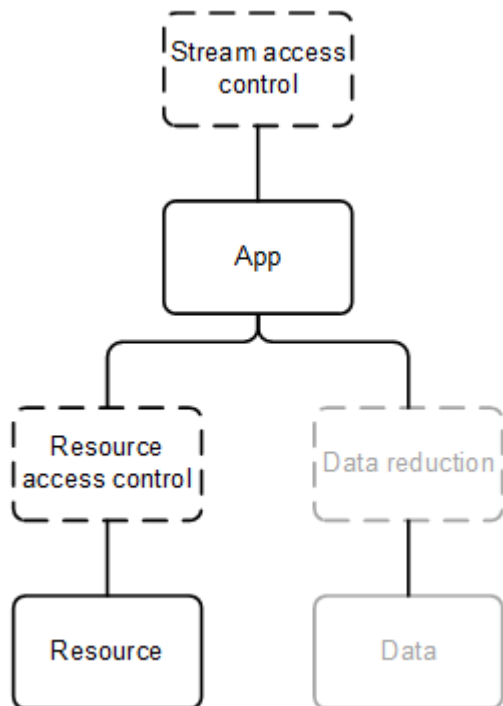 Stream access
control
App
Resource
access control
Data reduction
Resource
Data